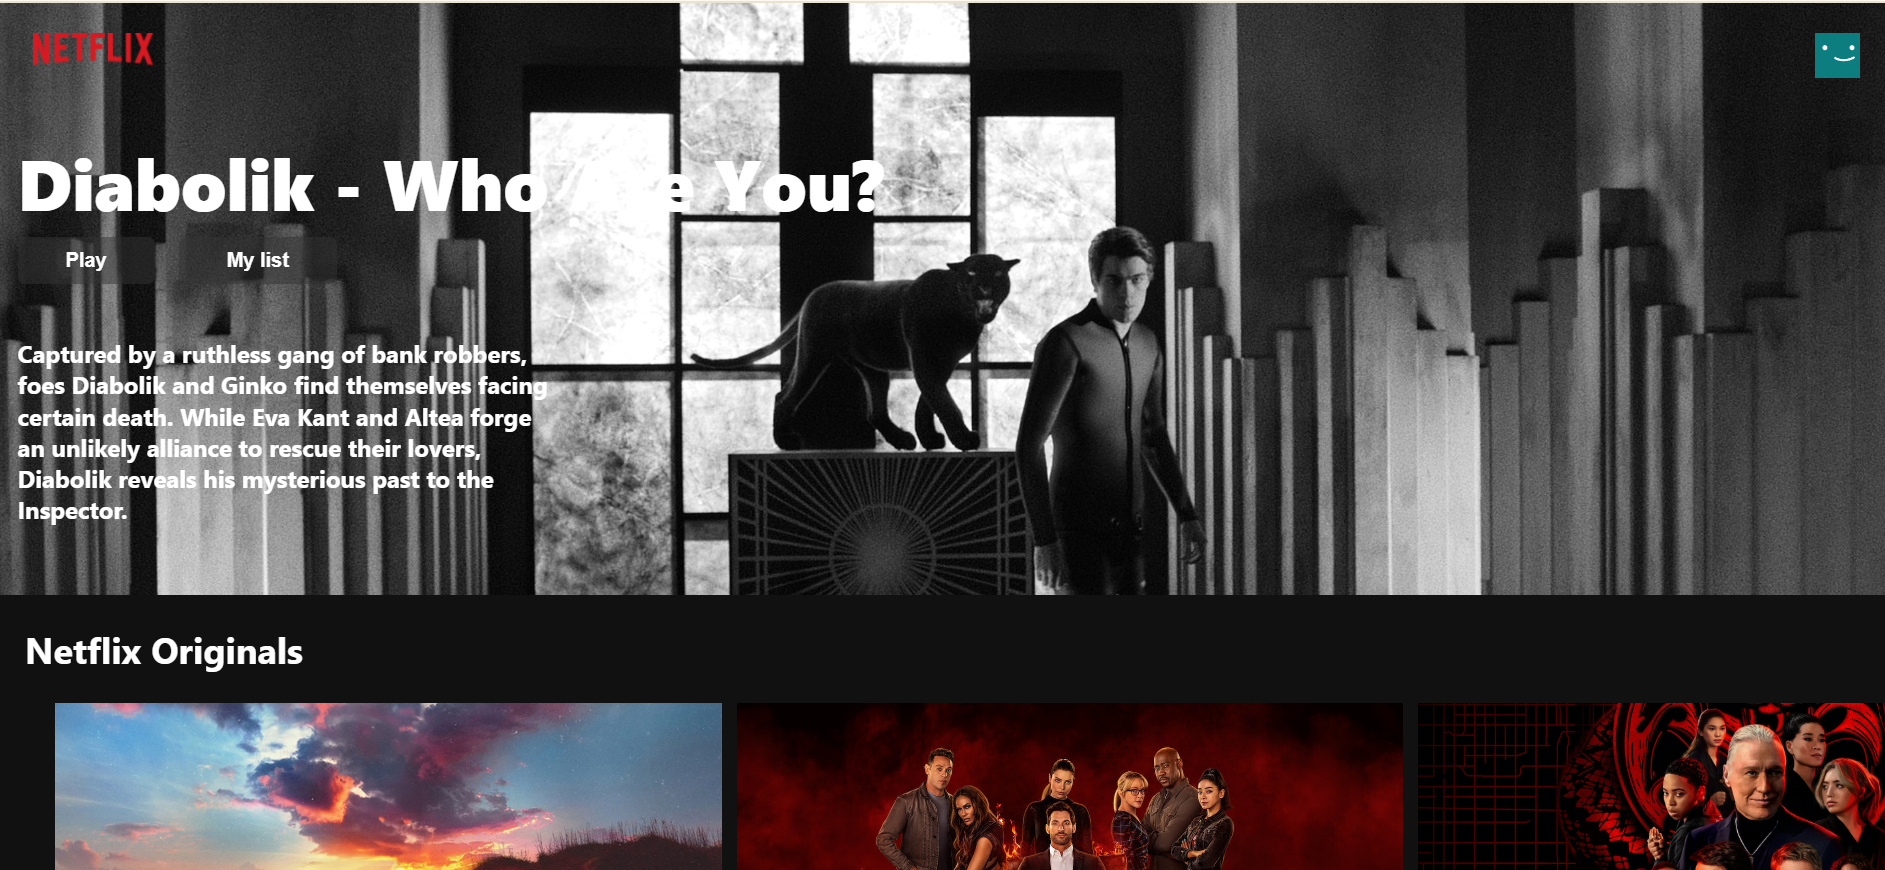 NETFLIX
Diabolik - Who Are You?
Play
My list
Captured by a ruthless gang of bank robbers,
foes Diabolik and Ginko find themselves facing
certain death. While Eva Kant and Altea forge
an unlikely alliance to rescue their lovers,
Diabolik reveals his mysterious past to the
Inspector.
Netflix Originals